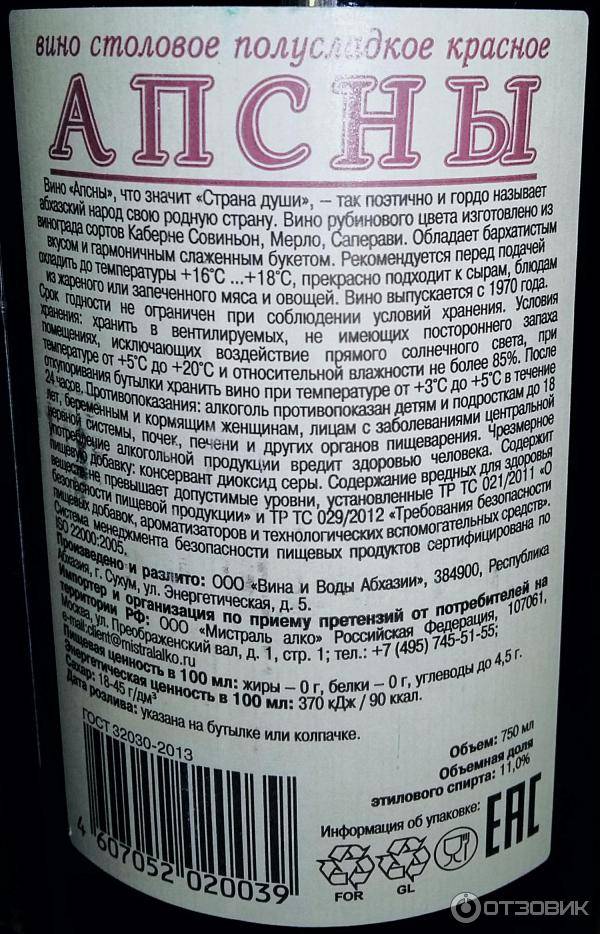 вино столовое полусладкое красное
АПСНЫ
Вино «Апсны», что значит «Страна души», – так поэтично и гордо называет
абхазский народ свою родную страну. Вино рубинового цвета изготовлено из
винограда сортов Каберне Совиньон, Мерло, Саперави. Обладает бархатистым
вкусом и гармоничным слаженным букетом. Рекомендуется перед подачей
охладить до температуры +16°С ...+18°С, прекрасно подходит к сырам, блюдам
из жареного или запеченного мяса и овощей. Вино выпускается с 1970 года.
Срок годности не ограничен при соблюдении условий хранения. Условия
хранения: хранить в вентилируемых, не имеющих постороннего запаха
помещениях, исключающих воздействие прямого солнечного света, при
температуре от +5°С до +20°С и относительной влажности не более 85%. После
откупоривания бутылки хранить вино при температуре от +3°С до +5°С в течение
24 часов. Противопоказания: алкоголь противопоказан детям и подросткам до 18
лет, беременным и кормящим женщинам, лицам с заболеваниями центральной
нервной системы, почек, печени и других органов пищеварения. Чрезмерное
употребление алкогольной продукции вредит здоровью человека. Содержит
пищевую добавку: консервант диоксид серы. Содержание вредных для здоровья
веществ не превышает допустимые уровни, установленные ТР ТС 021/2011 «О
безопасности пищевой продукции» и ТР ТС 029/2012 «Требования безопасности
пищевых добавок, ароматизаторов и технологических вспомогательных средств».
Система менеджмента безопасности пищевых продуктов сертифицирована по
ISO 22000:2005.
Произведено и разлито: ООО «Вина и Воды Абхазии», 384900, Республика
Абхазия, г. Сухум, ул. Энергетическая, д. 5.
Импортер и организация по приему претензий от потребителей на
территории РФ: ООО «Мистраль алко» Российская Федерация, 107061,
Москва, ул. Преображенский вал, д. 1, стр. 1; тел.: +7 (495) 745-51-55;
e-mail:client@mistralalko.ru
Пищевая ценность в 100 мл: жиры – 0 г, белки – 0 г, углеводы до 4,5 г.
Энергетическая ценность в 100 мл: 370 кДж / 90 ккал.
Сахар: 18-45 г/дм³
Дата розлива: указана на бутылке или колпачке.
ГОСТ 32030-2013
Объем: 750 мл
Объемная доля
этилового спирта: 11,0%
Информация об упаковке:
EAC
FOR GL
4 607052 020039
ОТЗОВИК